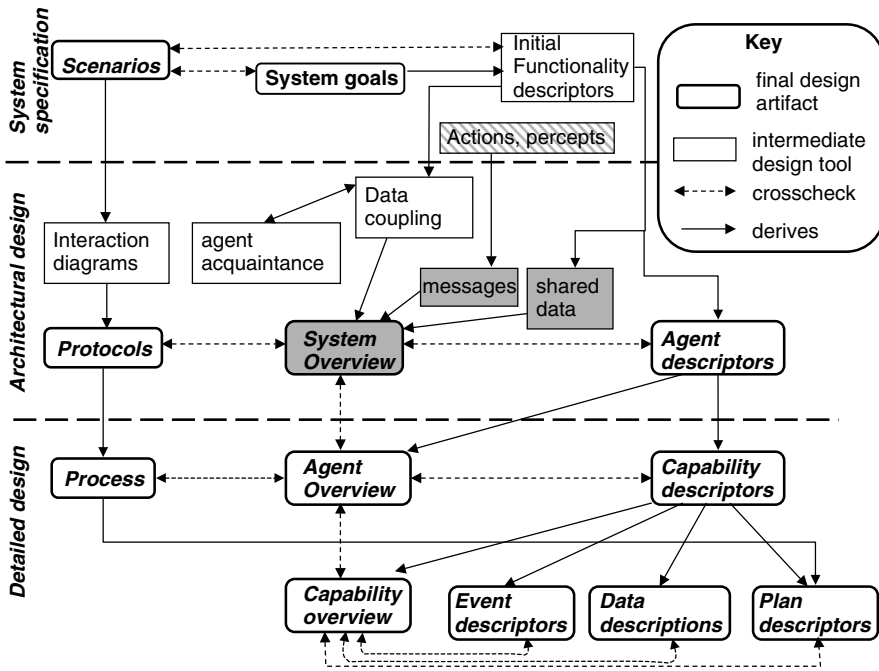 System
specification
Scenarios
System goals
Initial
Functionality
descriptors
Actions, percepts
Key
final design
artifact
intermediate
design tool
crosscheck
derives
Architectural design
Interaction
diagrams
agent
acquaintance
Data
coupling
messages
shared
data
Protocols
System
Overview
Agent
descriptors
Detailed design
Process
Agent
Overview
Capability
descriptors
Capability
overview
Event
descriptors
Data
descriptions
Plan
descriptors